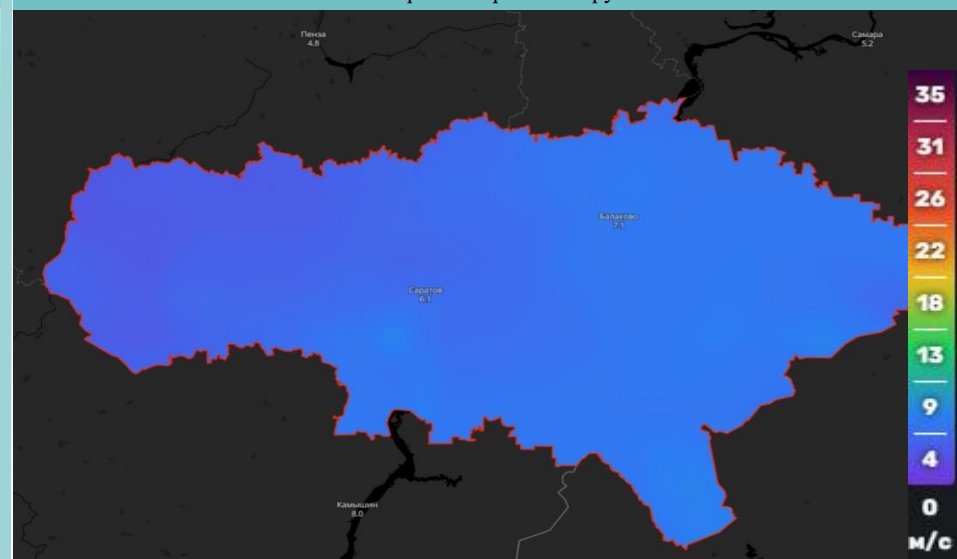 Пенза
4.8
Самара
5.2
Балаково
7.1
Саратов
6.1
Камышин
8.0
35
31
26
22
18
13
9
4
0
м/с